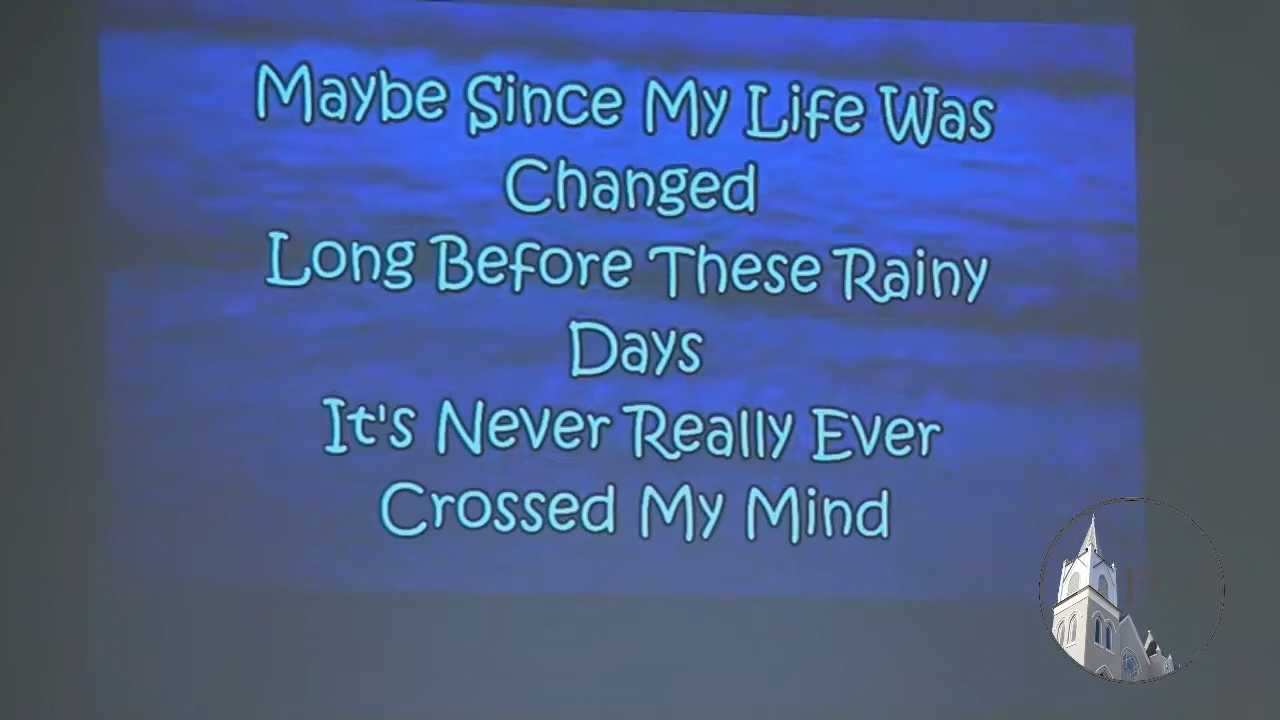 Maybe Since My Life Was
Changed
Long Before These Rainy
Days
It's Never Really Ever
Crossed My Mind